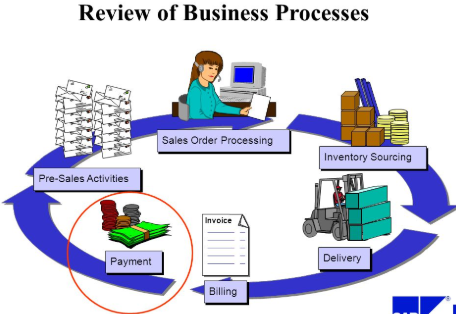 Review of Business Processes
Sales Order Processing
Inventory Sourcing
Pre-Sales Activities
Invoice
Payment
Delivery
Billing